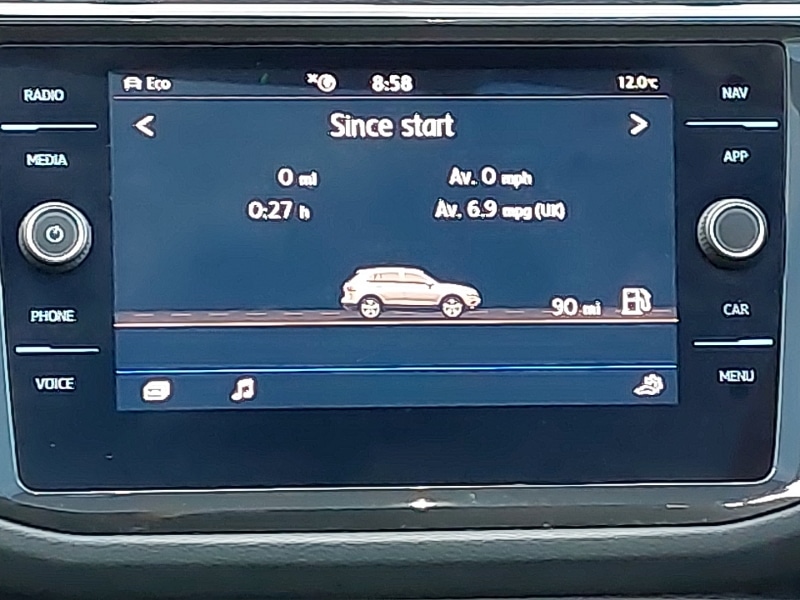 RADIO
MEDIA
PHONE
VOICE
Eco 8:58 12.0°C
< Since start >
0 mi Av. 0 mph
0:27 h Av. 6.9 mpg (UK)
90 mi
NAV
APP
CAR
MENU